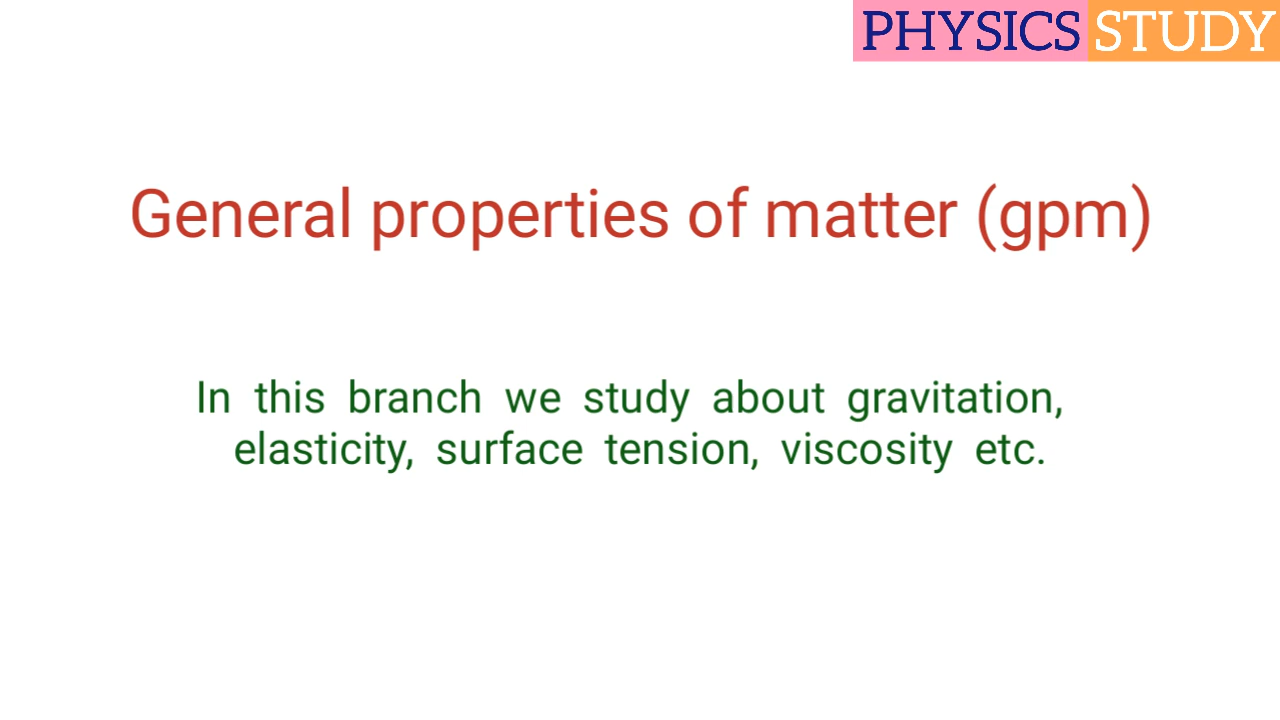 PHYSICS STUDY
General properties of matter (gpm)
In this branch we study about gravitation,
elasticity, surface tension, viscosity etc.